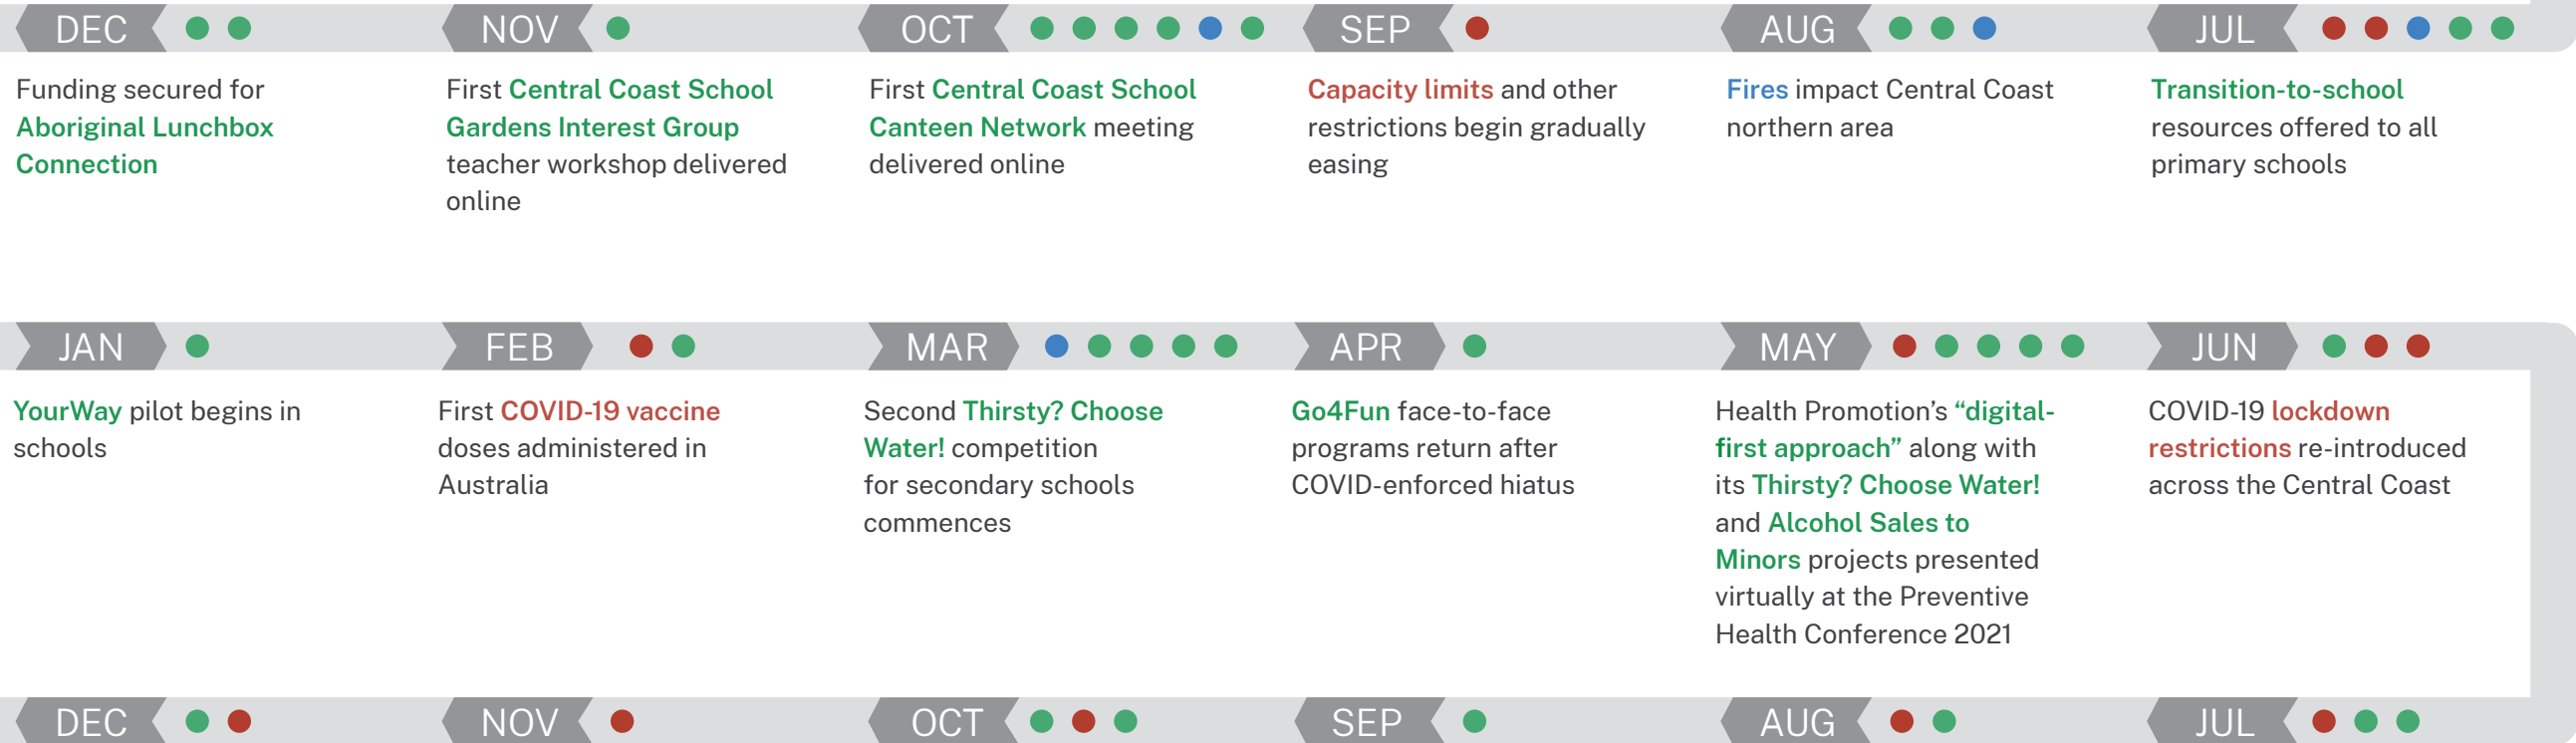 DEC
NOV
OCT
SEP
AUG
JUL
Funding secured for
Aboriginal Lunchbox
Connection
First Central Coast School
Gardens Interest Group
teacher workshop delivered
online
First Central Coast School
Canteen Network meeting
delivered online
Capacity limits and other
restrictions begin gradually
easing
Fires impact Central Coast
northern area
Transition-to-school
resources offered to all
primary schools
JAN
FEB
MAR
APR
MAY
JUN
YourWay pilot begins in
schools
First COVID-19 vaccine
doses administered in
Australia
Second Thirsty? Choose
Water! competition
for secondary schools
commences
Go4Fun face-to-face
programs return after
COVID-enforced hiatus
Health Promotion’s “digital-
first approach” along with
its Thirsty? Choose Water!
and Alcohol Sales to
Minors projects presented
virtually at the Preventive
Health Conference 2021
COVID-19 lockdown
restrictions re-introduced
across the Central Coast
DEC
NOV
OCT
SEP
AUG
JUL